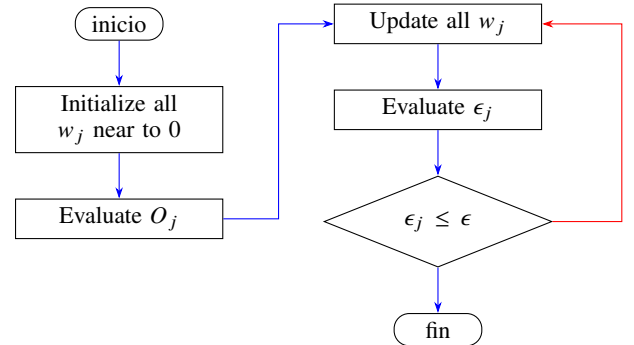 inicio
Initialize all
w_j near to 0
Evaluate O_j
Update all w_j
Evaluate ϵ_j
ϵ_j ≤ ϵ
fin